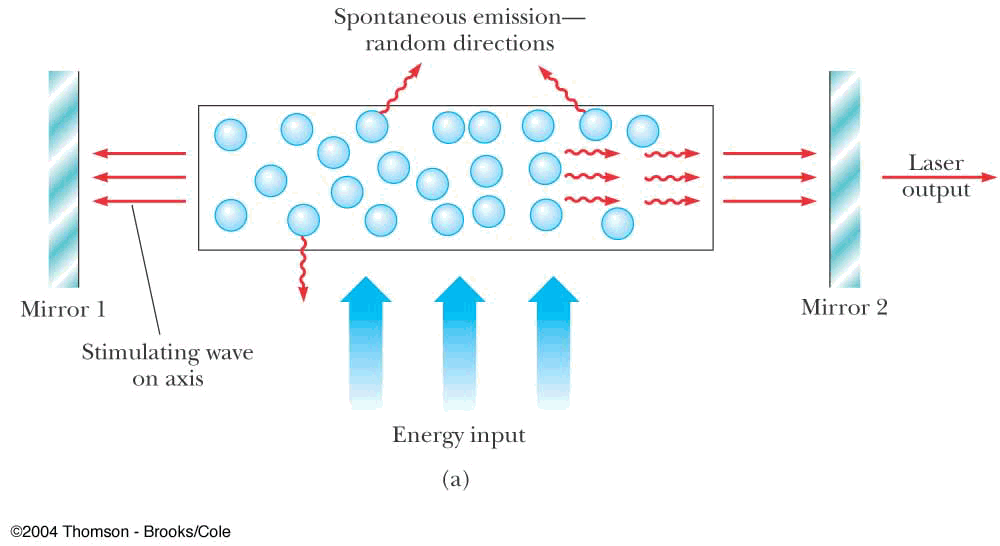 Spontaneous emission—
random directions
Laser
output
Mirror 1
Mirror 2
Stimulating wave
on axis
Energy input
(a)
©2004 Thomson - Brooks/Cole